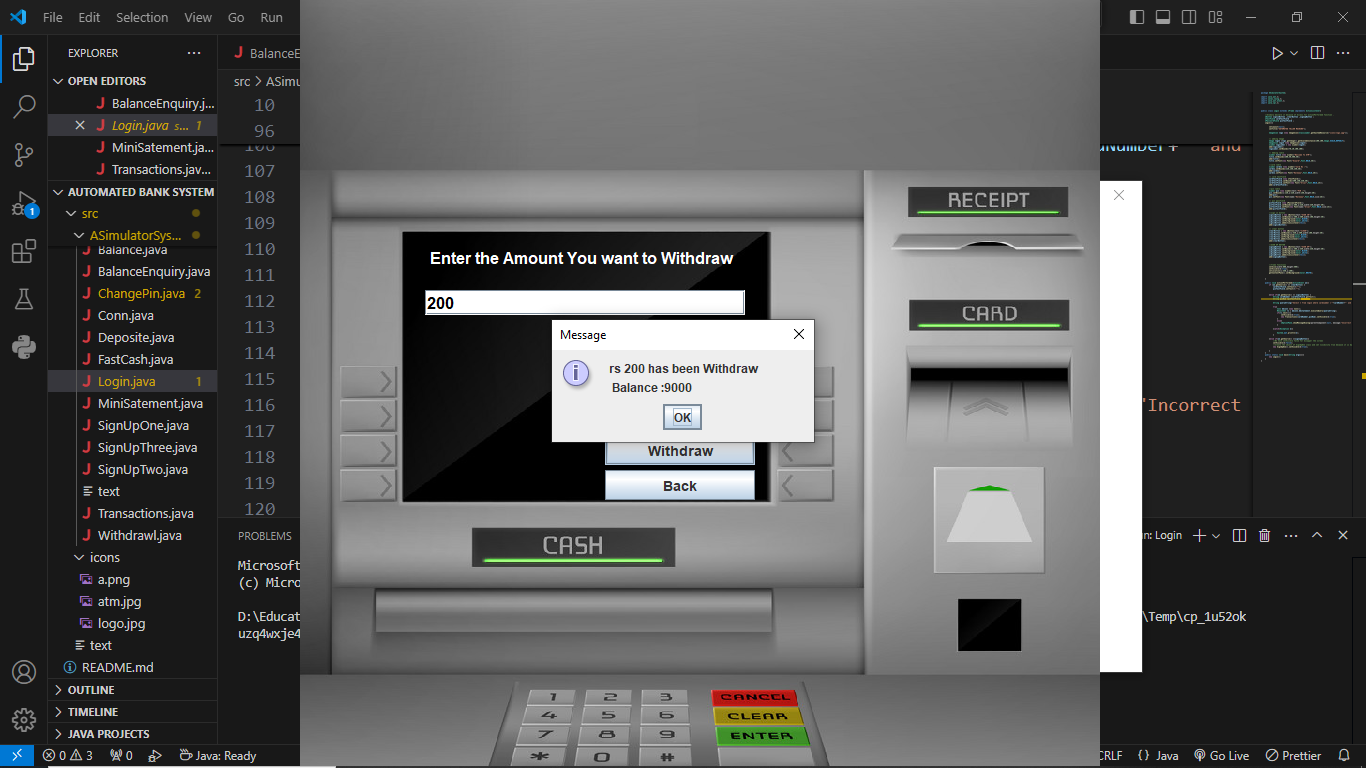 File Edit Selection View Go Run
EXPLORER
OPEN EDITORS
BalanceEnquiry.j...
Login.java s... 1
MiniSatement.ja...
Transactions.jav...
AUTOMATED BANK SYSTEM
src
ASimulatorSys...
Balance.java
BalanceEnquiry.java
ChangePin.java 2
Conn.java
Deposite.java
FastCash.java
Login.java 1
MiniSatement.java
SignUpOne.java
SignUpThree.java
SignUpTwo.java
text
Transactions.java
Withdrawl.java
icons
a.png
atm.jpg
logo.jpg
text
README.md
OUTLINE
TIMELINE
JAVA PROJECTS
1
BalanceE
src > ASimu
10
96
106
107
108
109
110
111
112
113
114
115
116
117
118
119
120
PROBLEMS
Microsoft
(c) Micro
D:\Educat
uzq4wxje4
Enter the Amount You want to Withdraw
200
Message
rs 200 has been Withdraw
Balance :9000
OK
Withdraw
Back
CASH
RECEIPT
CARD
1 2 3 CANCEL
4 5 6 CLEAR
7 8 9 ENTER
* 0 #
dNumber+" and
"Incorrect
n: Login
\Temp\cp_1u52ok
0 3 0 Java: Ready
CRLF {} Java Go Live Prettier